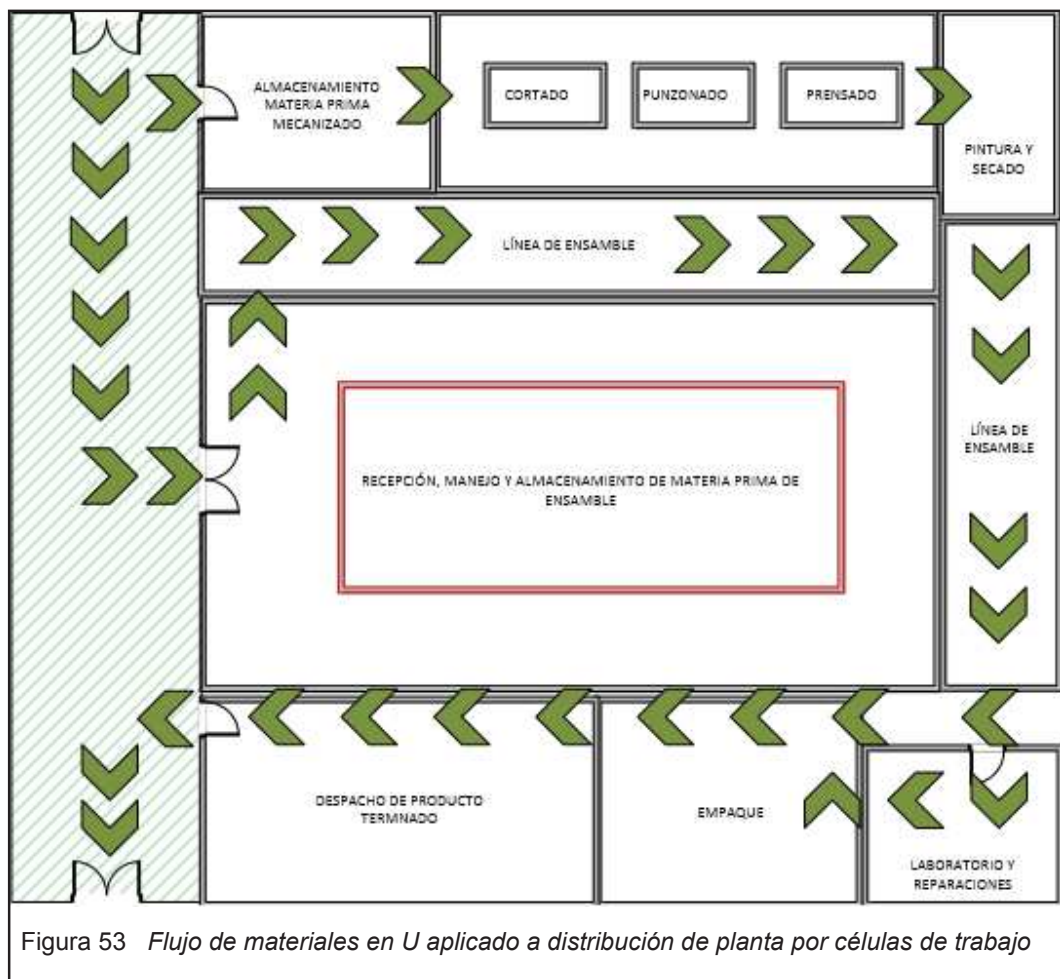 ALMACENAMIENTO
MATERIA PRIMA
MECANIZADO
CORTADO
PUNZONADO
PRENSADO
PINTURA Y
SECADO
LÍNEA DE ENSAMBLE
LÍNEA DE
ENSAMBLE
RECEPCIÓN, MANEJO Y ALMACENAMIENTO DE MATERIA PRIMA DE
ENSAMBLE
DESPACHO DE PRODUCTO
TERMNADO
EMPAQUE
LABORATORIO Y
REPARACIONES
Figura 53 Flujo de materiales en U aplicado a distribución de planta por células de trabajo